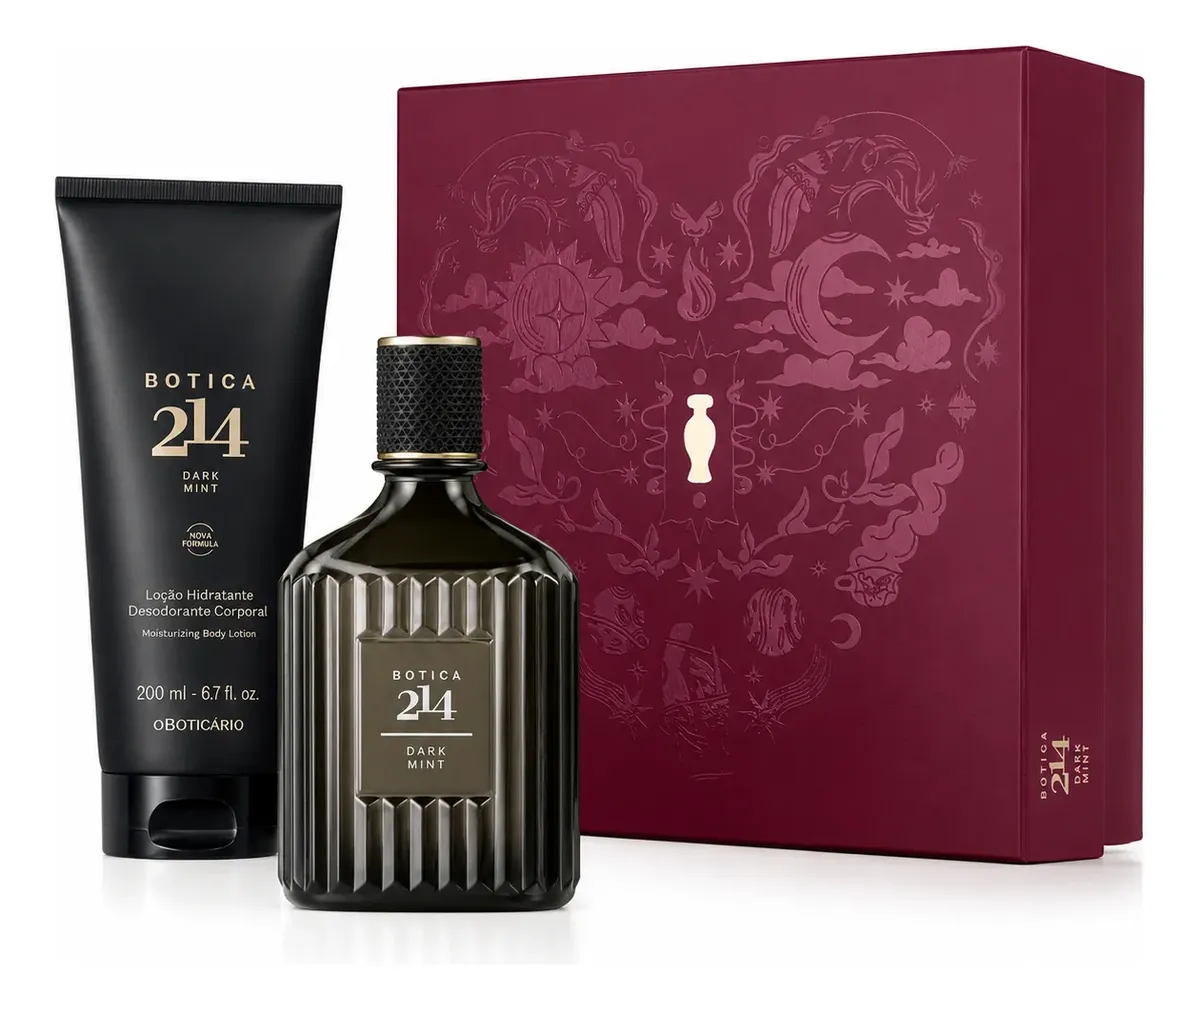 BOTICA
214
DARK
MINT
NOVA
FÓRMULA
Loção Hidratante
Desodorante Corporal
Moisturizing Body Lotion
200 ml - 6.7 fl. oz.
OBOTICÁRIO
BOTICA
214
DARK
MINT
BOTICA
214
DARK
MINT